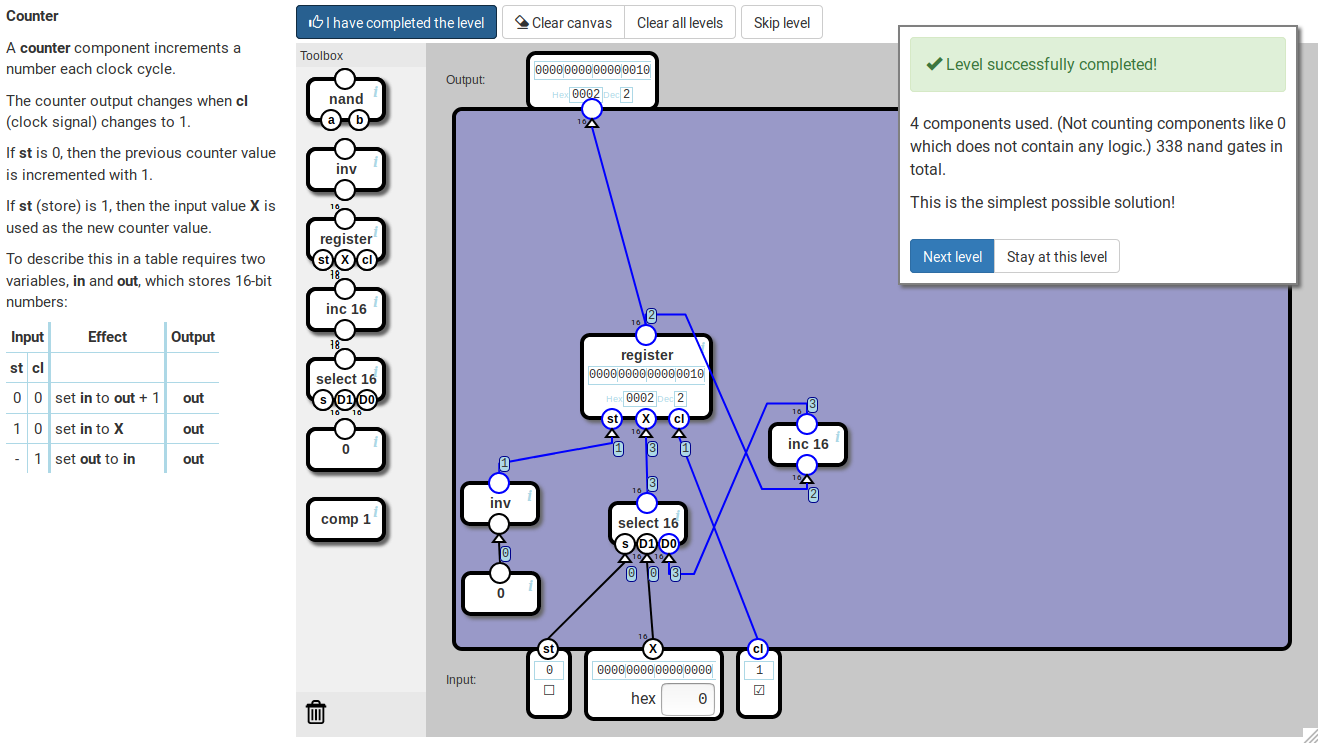 Counter
A counter component increments a
number each clock cycle.
The counter output changes when cl
(clock signal) changes to 1.
If st is 0, then the previous counter value
is incremented with 1.
If st (store) is 1, then the input value X is
used as the new counter value.
To describe this in a table requires two
variables, in and out, which stores 16-bit
numbers:
Input Effect Output
st cl
0 0 set in to out + 1 out
1 0 set in to X out
- 1 set out to in out
I have completed the level
Clear canvas
Clear all levels
Skip level
Toolbox
nand
i
a b
inv
i
16
register
i
st X cl
16
inc 16
i
16
select 16
i
s D1 D0
16 16
0
i
comp 1
i
Output:
0000000000000010
Hex 0002 Dec 2
16
2
16
register
i
0000000000000010
Hex 0002 Dec 2
st X cl
16
1 3 1
3
16
inc 16
i
16
2
1
inv
i
0
0
i
3
16
select 16
i
s D1 D0
16 16
0 0 3
Input:
st
0
16
X
0000000000000000
hex 0
cl
1
Level successfully completed!
4 components used. (Not counting components like 0
which does not contain any logic.) 338 nand gates in
total.
This is the simplest possible solution!
Next level
Stay at this level